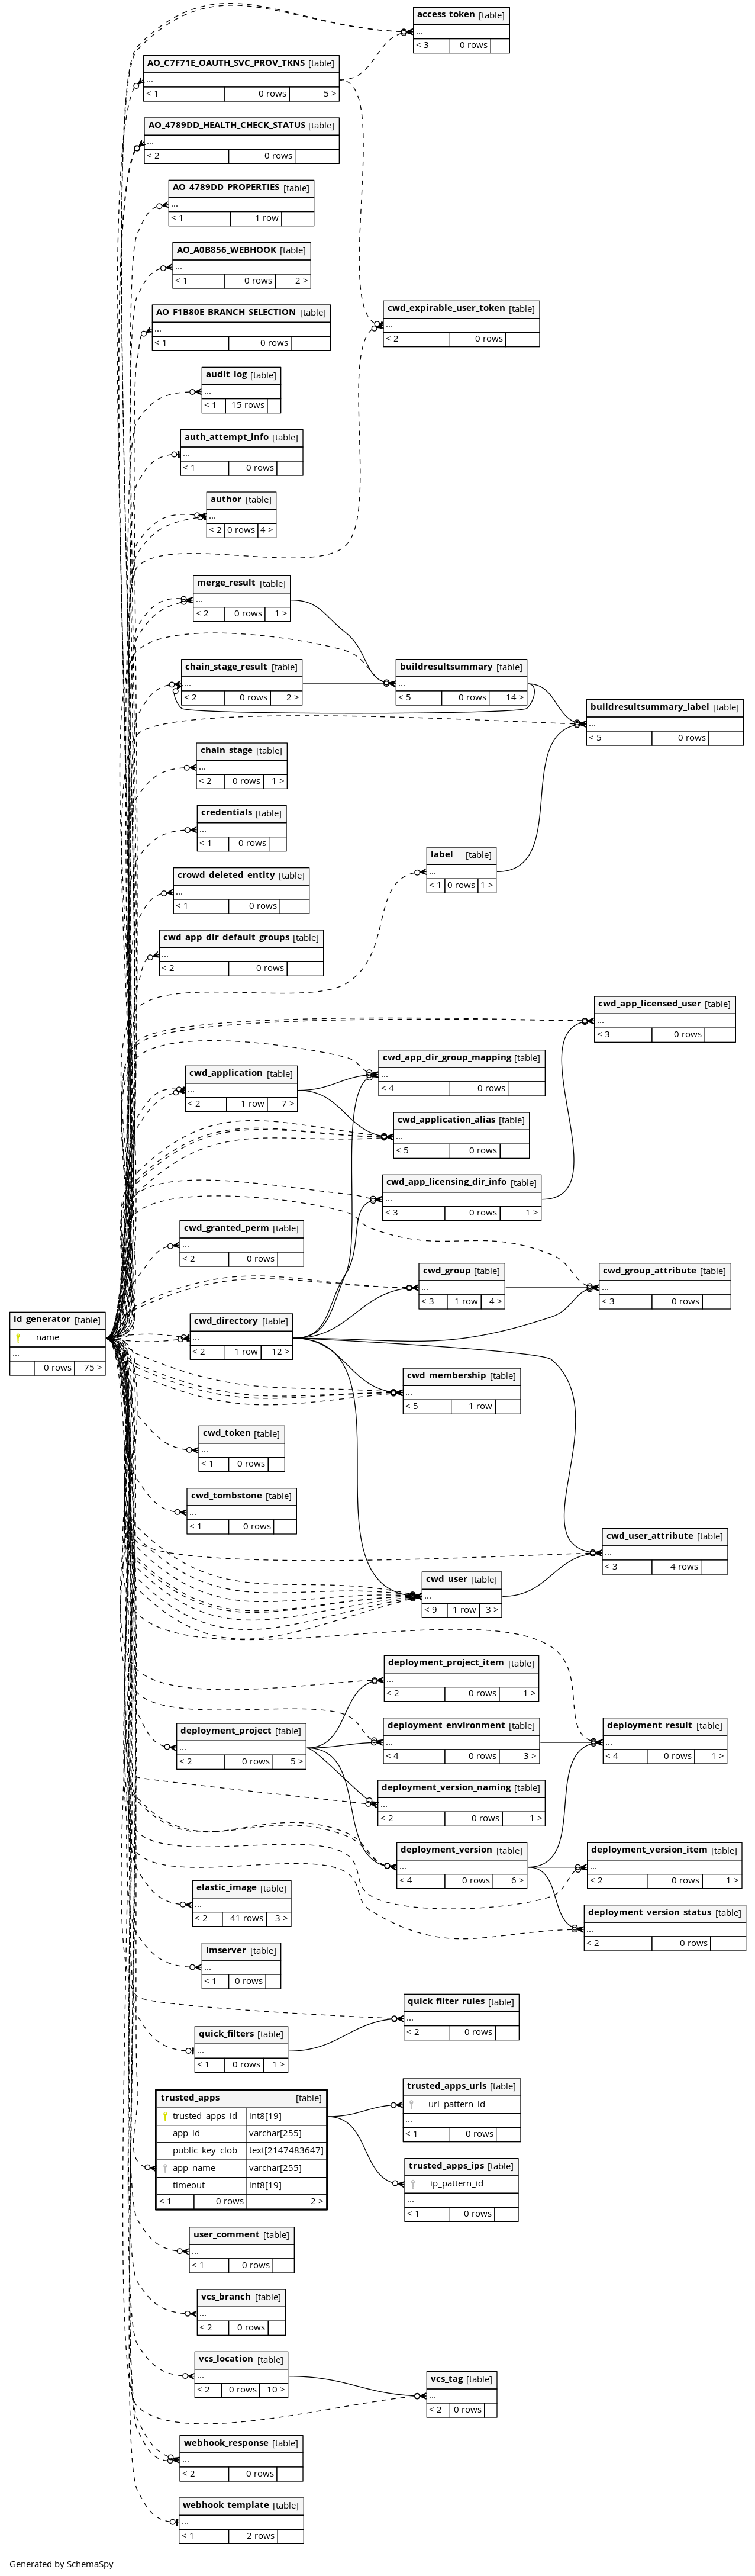 access_token [table]
...
< 3 0 rows
AO_C7F71E_OAUTH_SVC_PROV_TKNS [table]
...
< 1 0 rows 5 >
AO_4789DD_HEALTH_CHECK_STATUS [table]
...
< 2 0 rows
AO_4789DD_PROPERTIES [table]
...
< 1 1 row
AO_A0B856_WEBHOOK [table]
...
< 1 0 rows 2 >
cwd_expirable_user_token [table]
...
< 2 0 rows
AO_F1B80E_BRANCH_SELECTION [table]
...
< 1 0 rows
audit_log [table]
...
< 1 15 rows
auth_attempt_info [table]
...
< 1 0 rows
author [table]
...
< 2 0 rows 4 >
merge_result [table]
...
< 2 0 rows 1 >
chain_stage_result [table]
...
< 2 0 rows 2 >
buildresultsummary [table]
...
< 5 0 rows 14 >
buildresultsummary_label [table]
...
< 5 0 rows
chain_stage [table]
...
< 2 0 rows 1 >
credentials [table]
...
< 1 0 rows
label [table]
...
< 1 0 rows 1 >
crowd_deleted_entity [table]
...
< 1 0 rows
cwd_app_dir_default_groups [table]
...
< 2 0 rows
cwd_app_licensed_user [table]
...
< 3 0 rows
cwd_app_dir_group_mapping [table]
...
< 4 0 rows
cwd_application [table]
...
< 2 1 row 7 >
cwd_application_alias [table]
...
< 5 0 rows
cwd_app_licensing_dir_info [table]
...
< 3 0 rows 1 >
cwd_granted_perm [table]
...
< 2 0 rows
cwd_group [table]
...
< 3 1 row 4 >
cwd_group_attribute [table]
...
< 3 0 rows
id_generator [table]
name
...
0 rows 75 >
cwd_directory [table]
...
< 2 1 row 12 >
cwd_membership [table]
...
< 5 1 row
cwd_token [table]
...
< 1 0 rows
cwd_tombstone [table]
...
< 1 0 rows
cwd_user_attribute [table]
...
< 3 4 rows
cwd_user [table]
...
< 9 1 row 3 >
deployment_project_item [table]
...
< 2 0 rows 1 >
deployment_project [table]
...
< 2 0 rows 5 >
deployment_environment [table]
...
< 4 0 rows 3 >
deployment_result [table]
...
< 4 0 rows 1 >
deployment_version_naming [table]
...
< 2 0 rows 1 >
deployment_version [table]
...
< 4 0 rows 6 >
deployment_version_item [table]
...
< 2 0 rows 1 >
elastic_image [table]
...
< 2 41 rows 3 >
deployment_version_status [table]
...
< 2 0 rows
imserver [table]
...
< 1 0 rows
quick_filter_rules [table]
...
< 2 0 rows
quick_filters [table]
...
< 1 0 rows 1 >
trusted_apps [table]
trusted_apps_id int8[19]
app_id varchar[255]
public_key_clob text[2147483647]
app_name varchar[255]
timeout int8[19]
< 1 0 rows 2 >
trusted_apps_urls [table]
url_pattern_id
...
< 1 0 rows
trusted_apps_ips [table]
ip_pattern_id
...
< 1 0 rows
user_comment [table]
...
< 1 0 rows
vcs_branch [table]
...
< 2 0 rows
vcs_location [table]
...
< 2 0 rows 10 >
vcs_tag [table]
...
< 2 0 rows
webhook_response [table]
...
< 2 0 rows
webhook_template [table]
...
< 1 2 rows
Generated by SchemaSpy